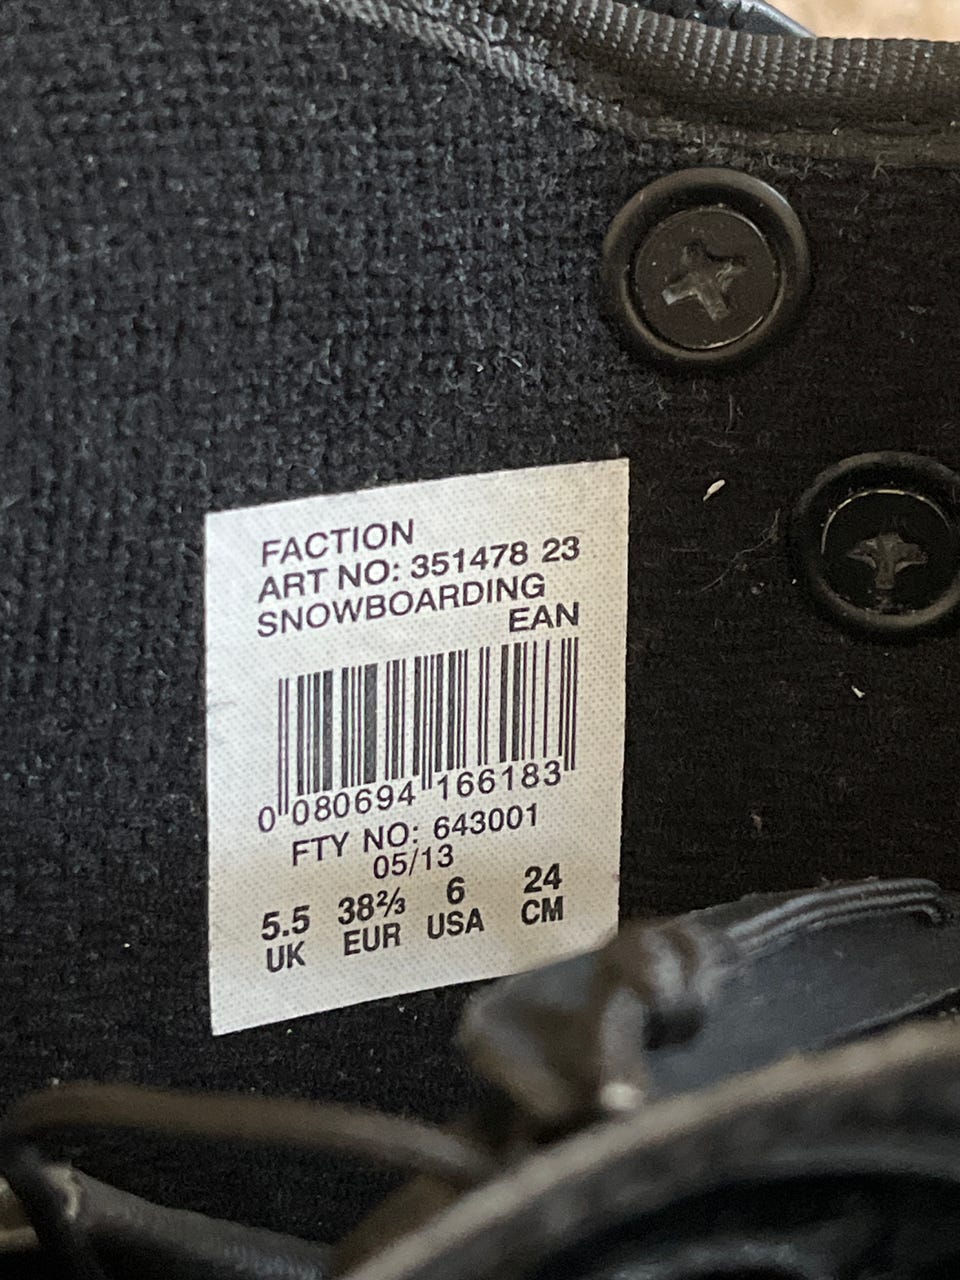 FACTION
ART NO: 351478 23
SNOWBOARDING
EAN
0 080694 166183
FTY NO: 643001
05/13
5.5 38⅔ 6 24
UK EUR USA CM